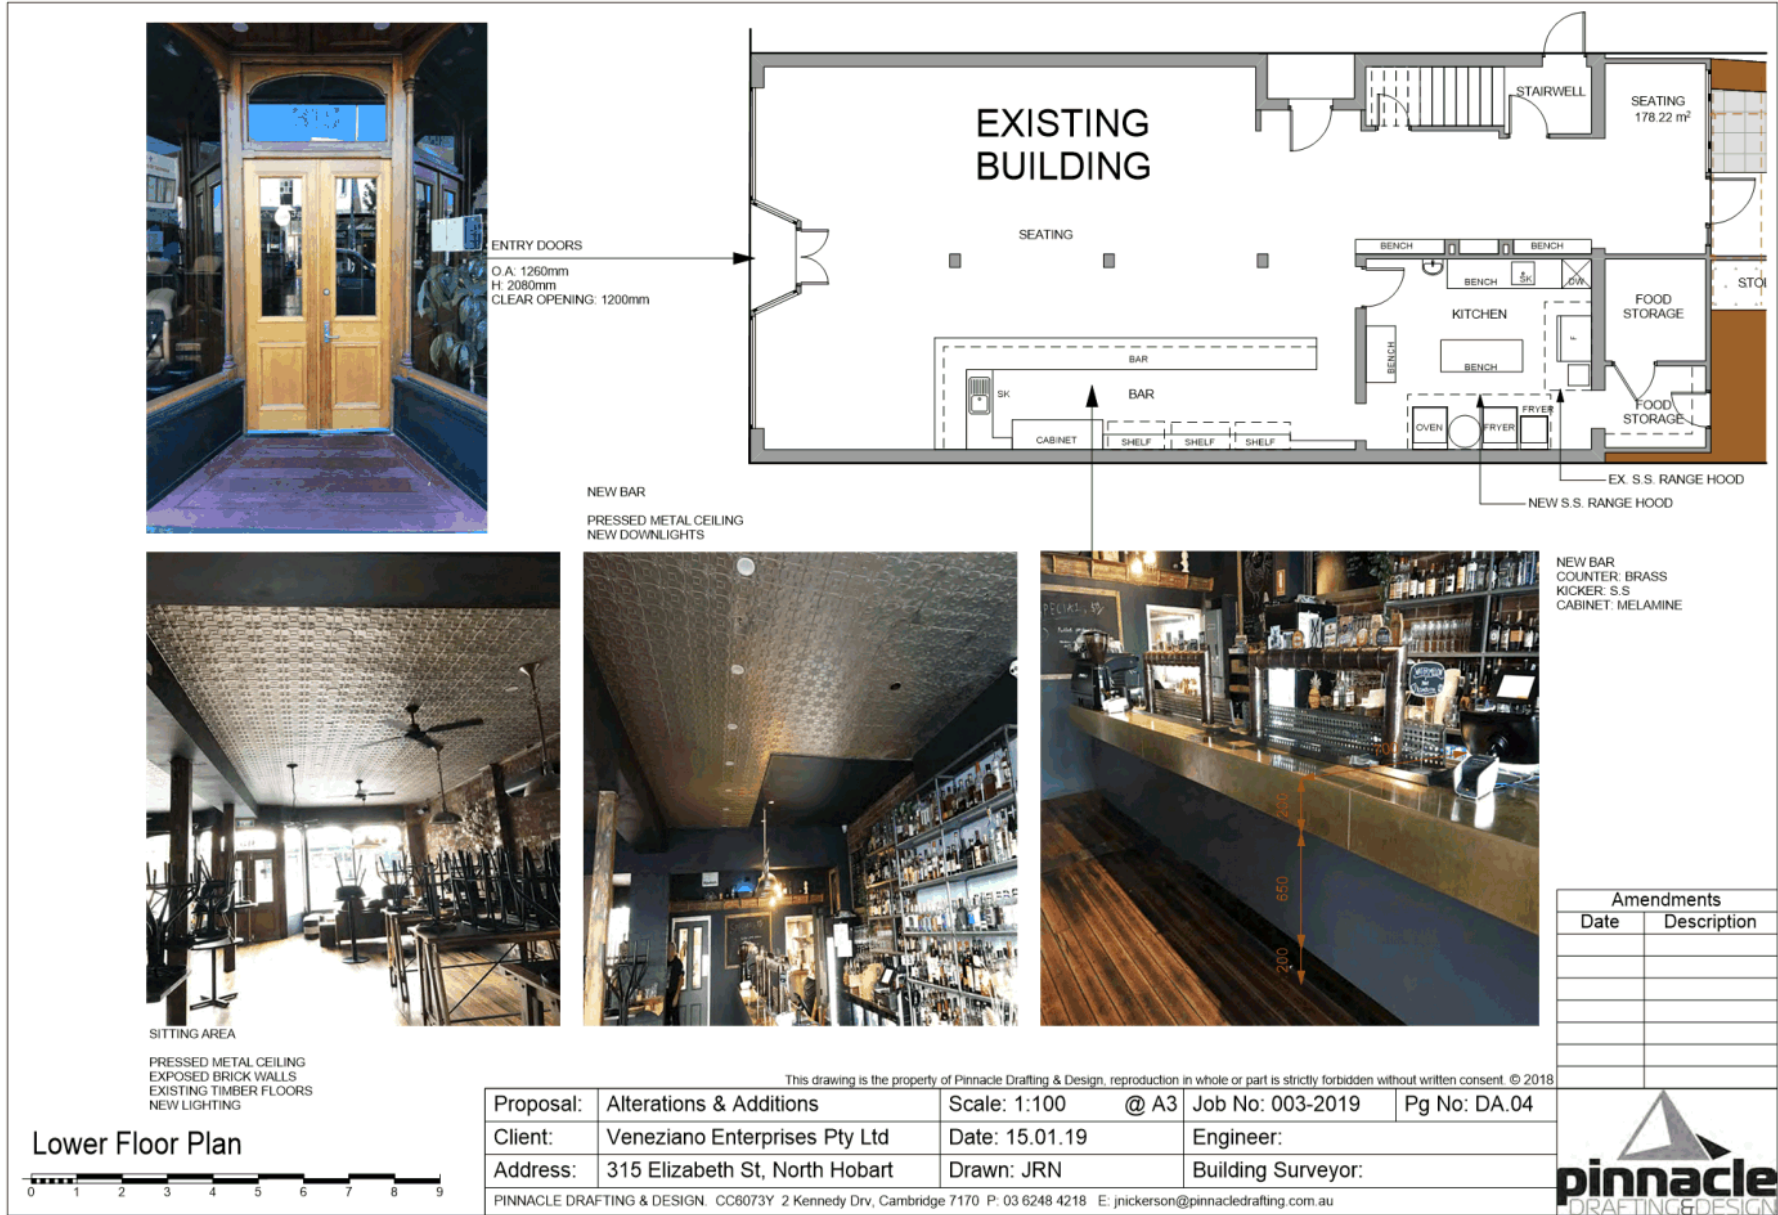 ENTRY DOORS
O.A: 1260mm
H: 2080mm
CLEAR OPENING: 1200mm
EXISTING
BUILDING
SEATING
STAIRWELL
SEATING
178.22 m²
BENCH
BENCH
BENCH
SK
DW
KITCHEN
F
BENCH
BENCH
FOOD
STORAGE
FOOD
STORAGE
BAR
BAR
SK
CABINET
SHELF
SHELF
SHELF
OVEN
FRYER
FRYER
EX. S.S. RANGE HOOD
NEW S.S. RANGE HOOD
NEW BAR
PRESSED METAL CEILING
NEW DOWNLIGHTS
NEW BAR
COUNTER: BRASS
KICKER: S.S
CABINET: MELAMINE
700
200
650
200
SITTING AREA
PRESSED METAL CEILING
EXPOSED BRICK WALLS
EXISTING TIMBER FLOORS
NEW LIGHTING
Amendments
Date Description
This drawing is the property of Pinnacle Drafting & Design, reproduction in whole or part is strictly forbidden without written consent. © 2018
Lower Floor Plan
0 1 2 3 4 5 6 7 8 9
Proposal: Alterations & Additions Scale: 1:100 @ A3 Job No: 003-2019 Pg No: DA.04
Client: Veneziano Enterprises Pty Ltd Date: 15.01.19 Engineer:
Address: 315 Elizabeth St, North Hobart Drawn: JRN Building Surveyor:
PINNACLE DRAFTING & DESIGN. CC6073Y 2 Kennedy Drv, Cambridge 7170 P: 03 6248 4218 E: jnickerson@pinnacledrafting.com.au
pinnacle
DRAFTING&DESIGN